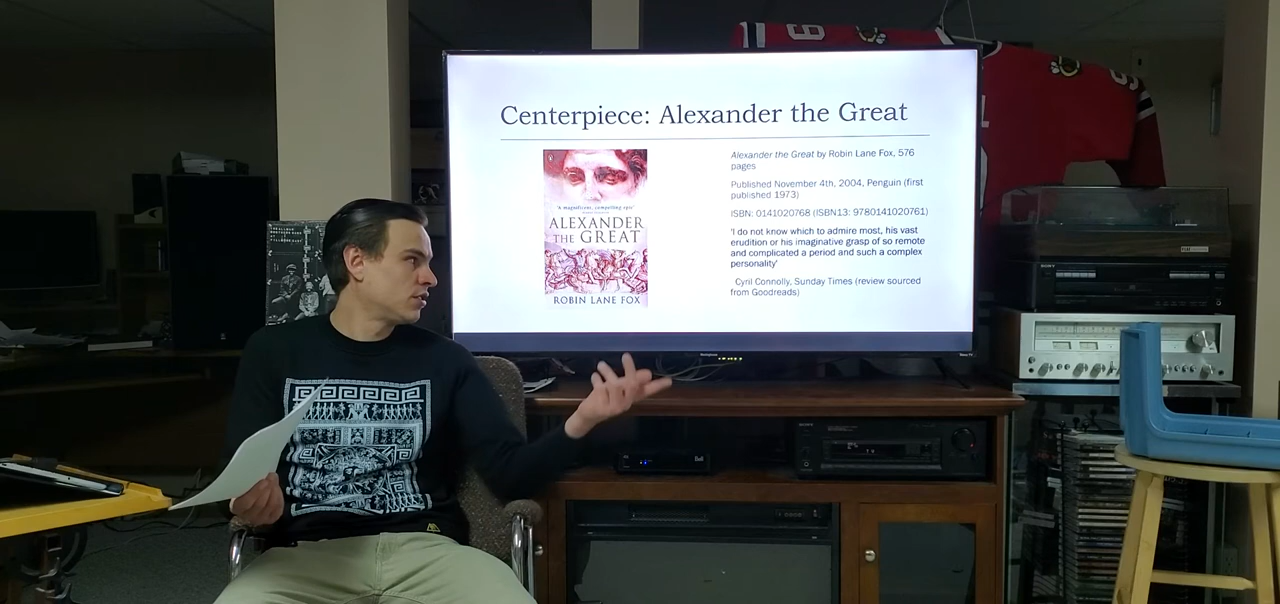 Centerpiece: Alexander the Great
'A magnificent, compelling epic'
ALEXANDER
THE GREAT
ROBIN LANE FOX
Alexander the Great by Robin Lane Fox, 576
pages
Published November 4th, 2004, Penguin (first
published 1973)
ISBN: 0141020768 (ISBN13: 9780141020761)
'I do not know which to admire most, his vast
erudition or his imaginative grasp of so remote
and complicated a period and such a complex
personality'
Cyril Connolly, Sunday Times (review sourced
from Goodreads)
SONY
SONY
Bell